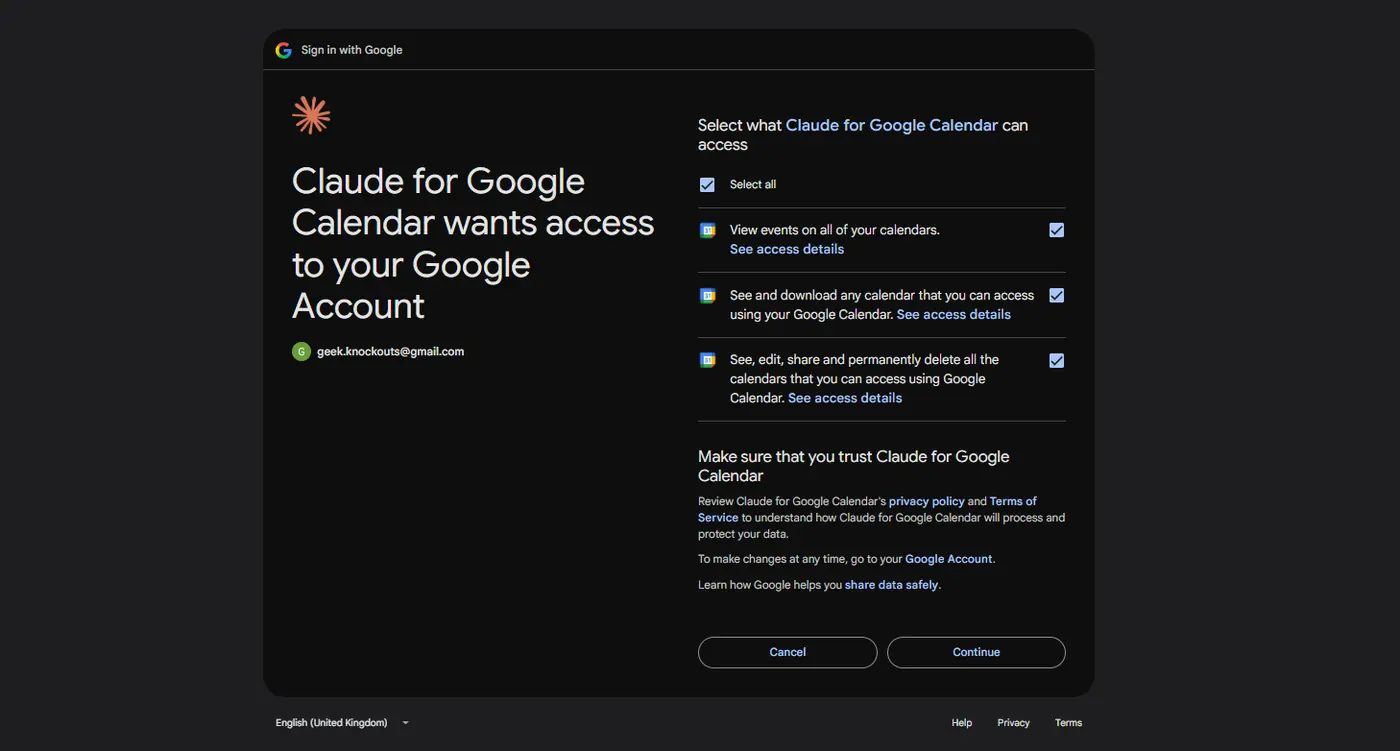 Sign in with Google
Claude for Google
Calendar wants access
to your Google
Account
G
geek.knockouts@gmail.com
Select what Claude for Google Calendar can
access
Select all
View events on all of your calendars.
See access details
See and download any calendar that you can access
using your Google Calendar. See access details
See, edit, share and permanently delete all the
calendars that you can access using Google
Calendar. See access details
Make sure that you trust Claude for Google
Calendar
Review Claude for Google Calendar's privacy policy and Terms of
Service to understand how Claude for Google Calendar will process and
protect your data.
To make changes at any time, go to your Google Account.
Learn how Google helps you share data safely.
Cancel
Continue
English (United Kingdom)
Help
Privacy
Terms